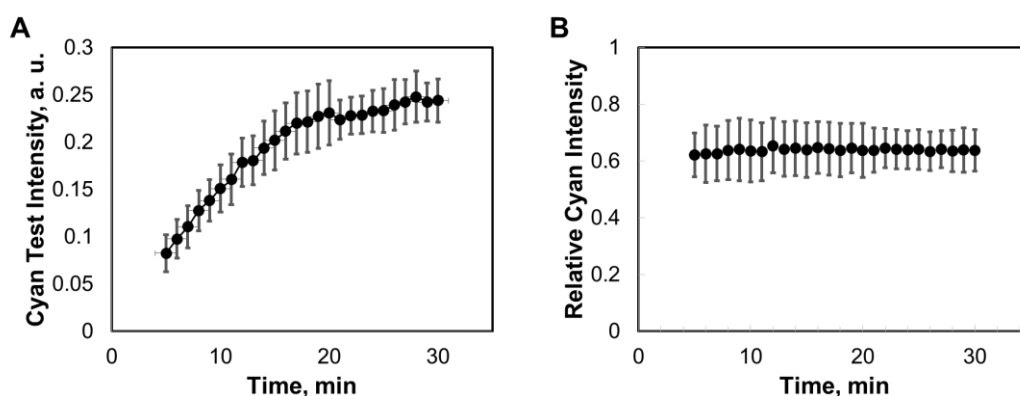 A
Cyan Test Intensity, a. u.
0.3
0.25
0.2
0.15
0.1
0.05
0
0 10 20 30
Time, min
B
Relative Cyan Intensity
1
0.8
0.6
0.4
0.2
0
0 10 20 30
Time, min